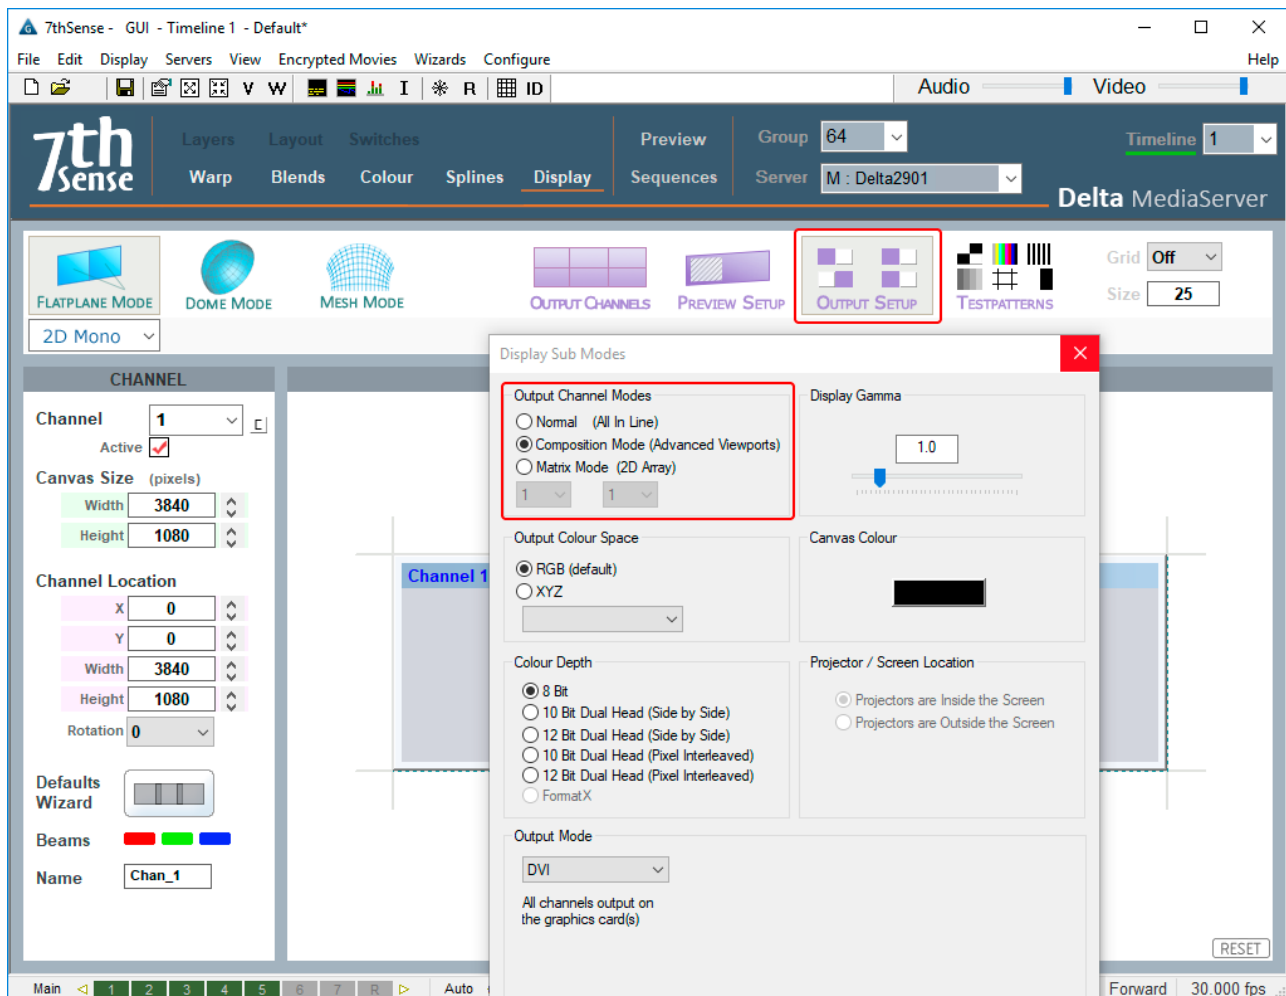 7thSense - GUI - Timeline 1 - Default*
File Edit Display Servers View Encrypted Movies Wizards Configure Help
V W I R ID Audio Video
7th Sense
Layers Layout Switches Preview Group 64 Timeline 1
Warp Blends Colour Splines Display Sequences Server M : Delta2901
Delta MediaServer
FLATPLANE MODE DOME MODE MESH MODE OUTPUT CHANNELS PREVIEW SETUP OUTPUT SETUP TESTPATTERNS
Grid Off
Size 25
2D Mono
CHANNEL
Channel 1
Active
Canvas Size (pixels)
Width 3840
Height 1080
Channel Location
X 0
Y 0
Width 3840
Height 1080
Rotation 0
Defaults
Wizard
Beams
Name Chan_1
Channel 1
Display Sub Modes
Output Channel Modes
Normal (All In Line)
Composition Mode (Advanced Viewports)
Matrix Mode (2D Array)
1 1
Display Gamma
1.0
Output Colour Space
RGB (default)
XYZ
Canvas Colour
Colour Depth
8 Bit
10 Bit Dual Head (Side by Side)
12 Bit Dual Head (Side by Side)
10 Bit Dual Head (Pixel Interleaved)
12 Bit Dual Head (Pixel Interleaved)
FormatX
Projector / Screen Location
Projectors are Inside the Screen
Projectors are Outside the Screen
Output Mode
DVI
All channels output on
the graphics card(s)
RESET
Main 1 2 3 4 5 6 7 R Auto Forward 30.000 fps